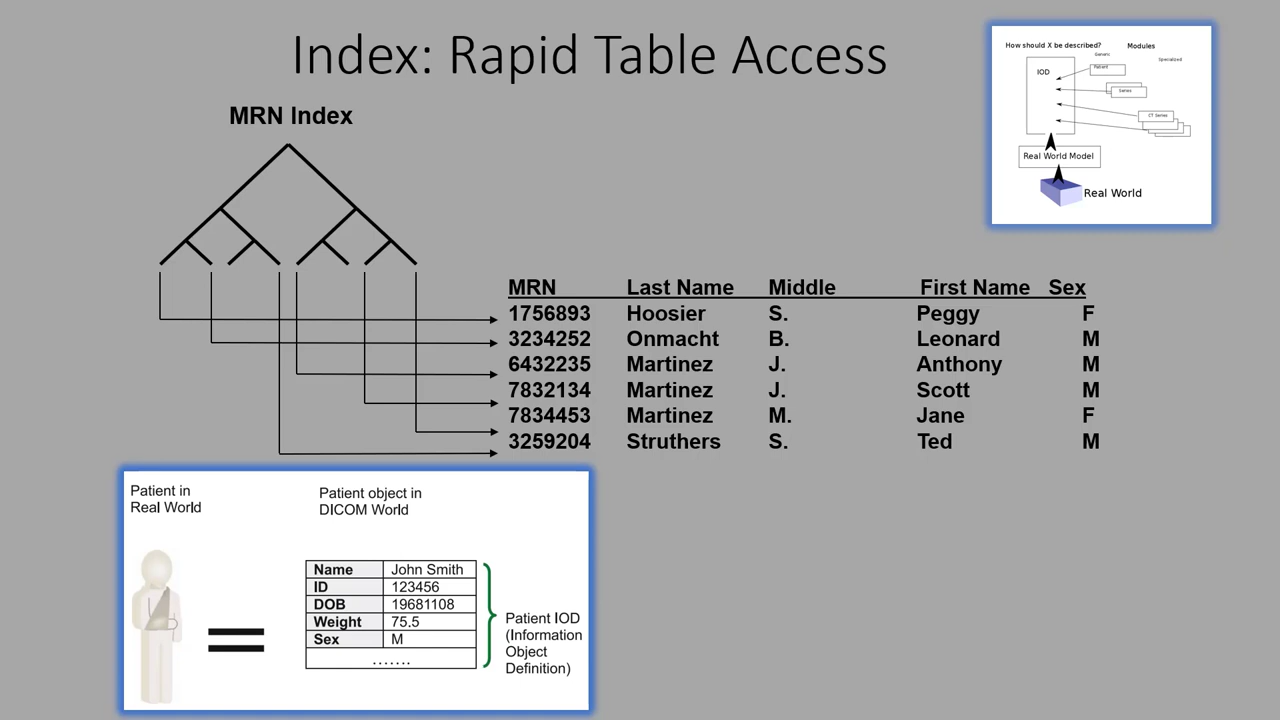 Index: Rapid Table Access
How should X be described?
Modules
Generic
Specialized
IOD
Patient
Series
CT Series
Real World Model
Real World
MRN Index
MRN Last Name Middle First Name Sex
1756893 Hoosier S. Peggy F
3234252 Onmacht B. Leonard M
6432235 Martinez J. Anthony M
7832134 Martinez J. Scott M
7834453 Martinez M. Jane F
3259204 Struthers S. Ted M
Patient in
Real World
Patient object in
DICOM World
Name John Smith
ID 123456
DOB 19681108
Weight 75.5
Sex M
.......
Patient IOD
(Information
Object
Definition)